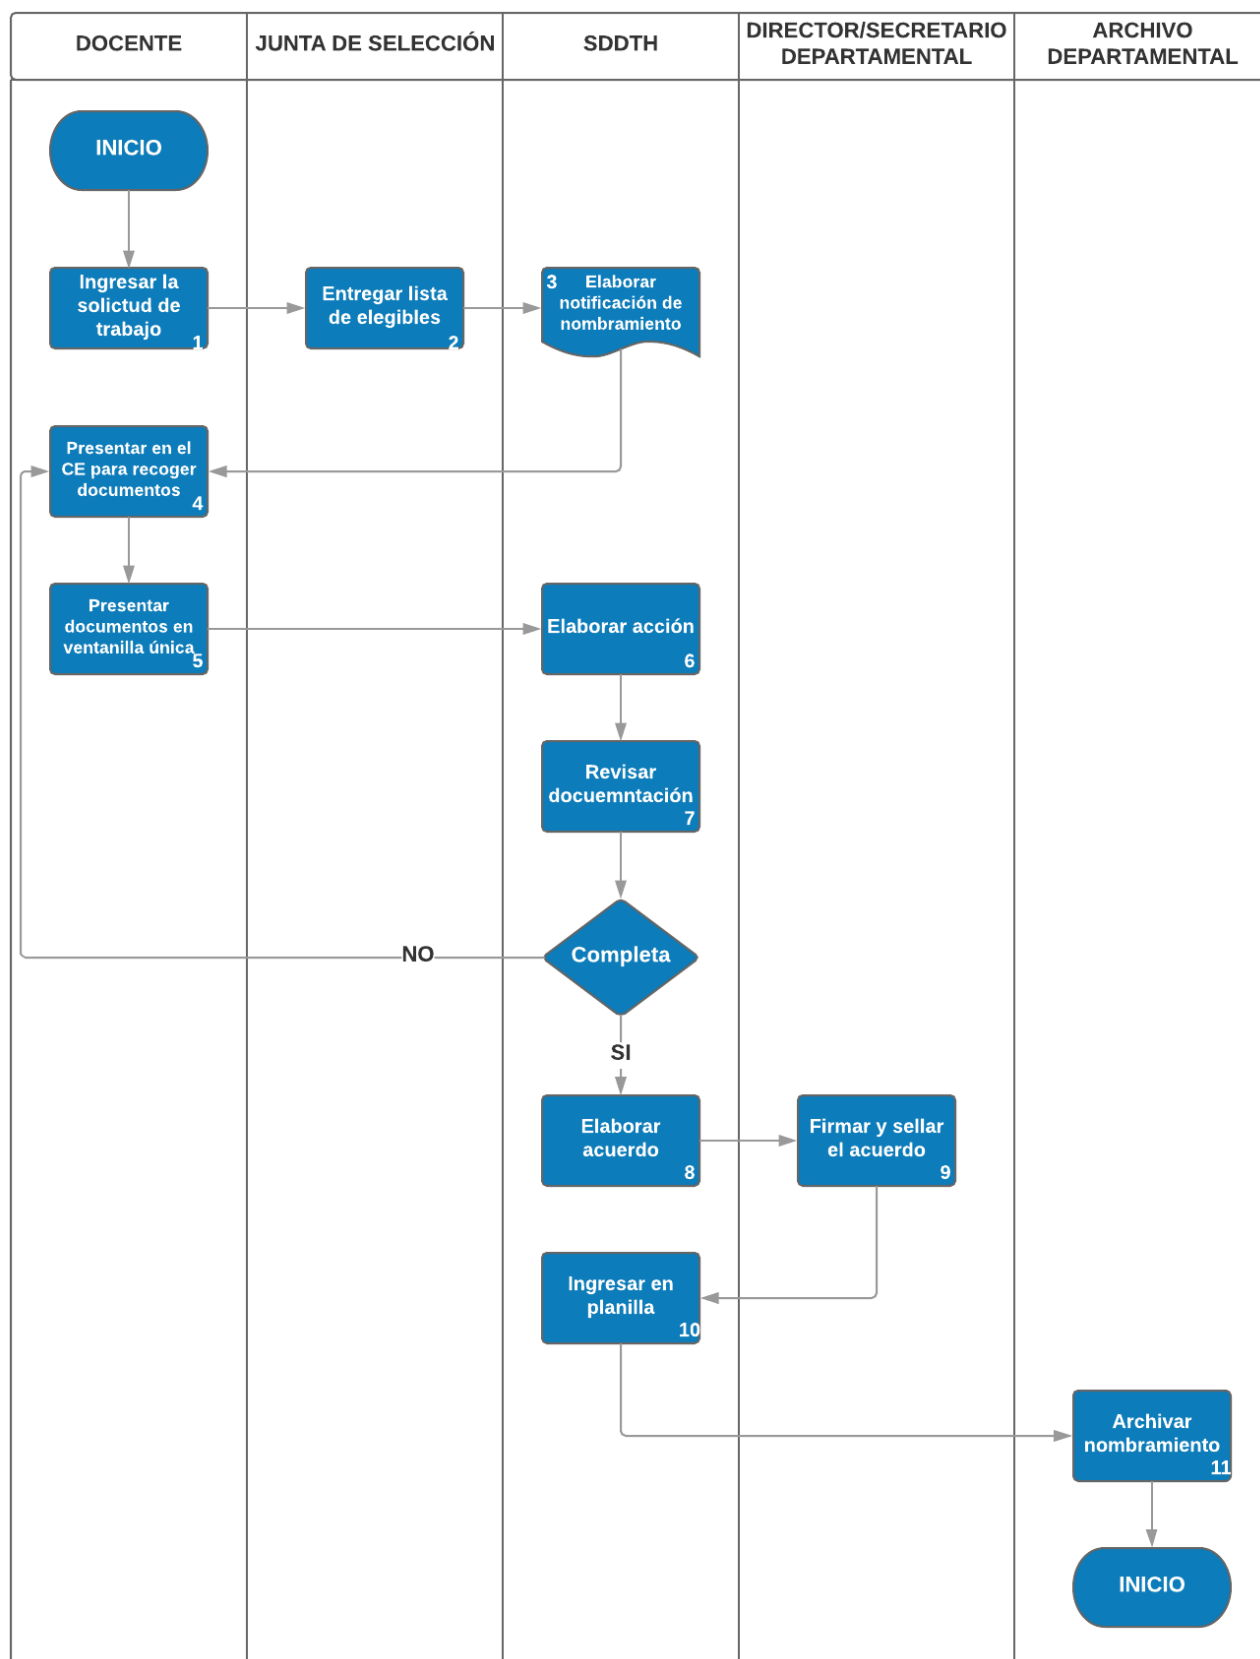 DOCENTE
JUNTA DE SELECCIÓN
SDDTH
DIRECTOR/SECRETARIO
DEPARTAMENTAL
ARCHIVO
DEPARTAMENTAL
INICIO
Ingresar la
solictud de
trabajo
1
Entregar lista
de elegibles
2
3 Elaborar
notificación de
nombramiento
Presentar en el
CE para recoger
documentos
4
Presentar
documentos en
ventanilla única
5
Elaborar acción
6
Revisar
docuemntación
7
Completa
NO
SI
Elaborar
acuerdo
8
Firmar y sellar
el acuerdo
9
Ingresar en
planilla
10
Archivar
nombramiento
11
INICIO